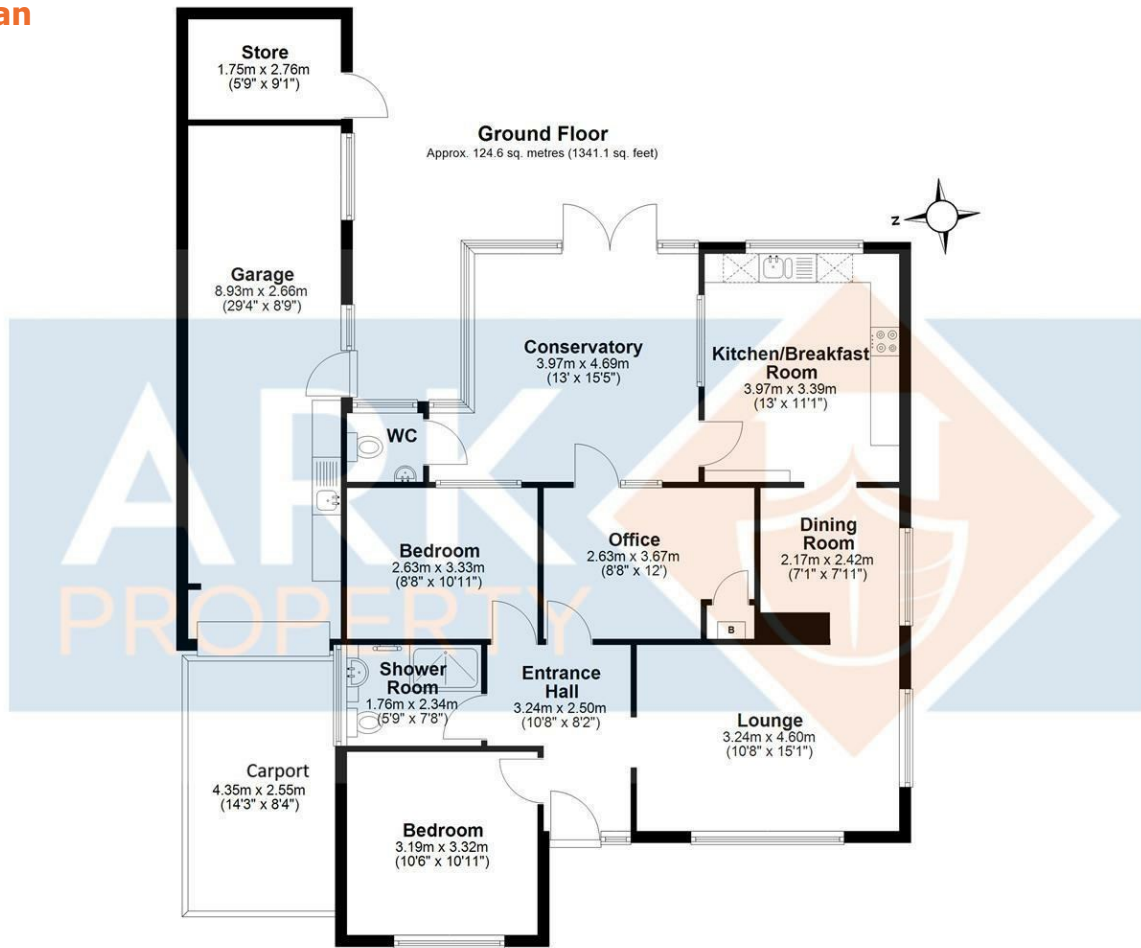 an
Store
1.75m x 2.76m
(5'9" x 9'1")
Ground Floor
Approx. 124.6 sq. metres (1341.1 sq. feet)
Z
Garage
8.93m x 2.66m
(29'4" x 8'9")
Conservatory
3.97m x 4.69m
(13' x 15'5")
Kitchen/Breakfast
Room
3.97m x 3.39m
(13' x 11'1")
WC
ARK
PROPERTY
Bedroom
2.63m x 3.33m
(8'8" x 10'11")
Office
2.63m x 3.67m
(8'8" x 12')
Dining
Room
2.17m x 2.42m
(7'1" x 7'11")
B
Shower
Room
1.76m x 2.34m
(5'9" x 7'8")
Entrance
Hall
3.24m x 2.50m
(10'8" x 8'2")
Lounge
3.24m x 4.60m
(10'8" x 15'1")
Carport
4.35m x 2.55m
(14'3" x 8'4")
Bedroom
3.19m x 3.32m
(10'6" x 10'11")